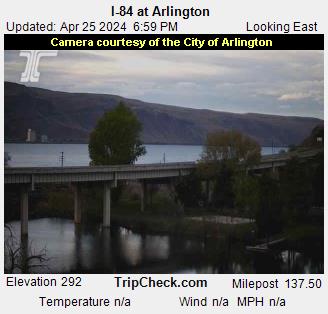 I-84 at Arlington
Updated: Apr 25 2024 6:59 PM Looking East
Camera courtesy of the City of Arlington
Elevation 292 TripCheck.com Milepost 137.50
Temperature n/a Wind n/a MPH n/a